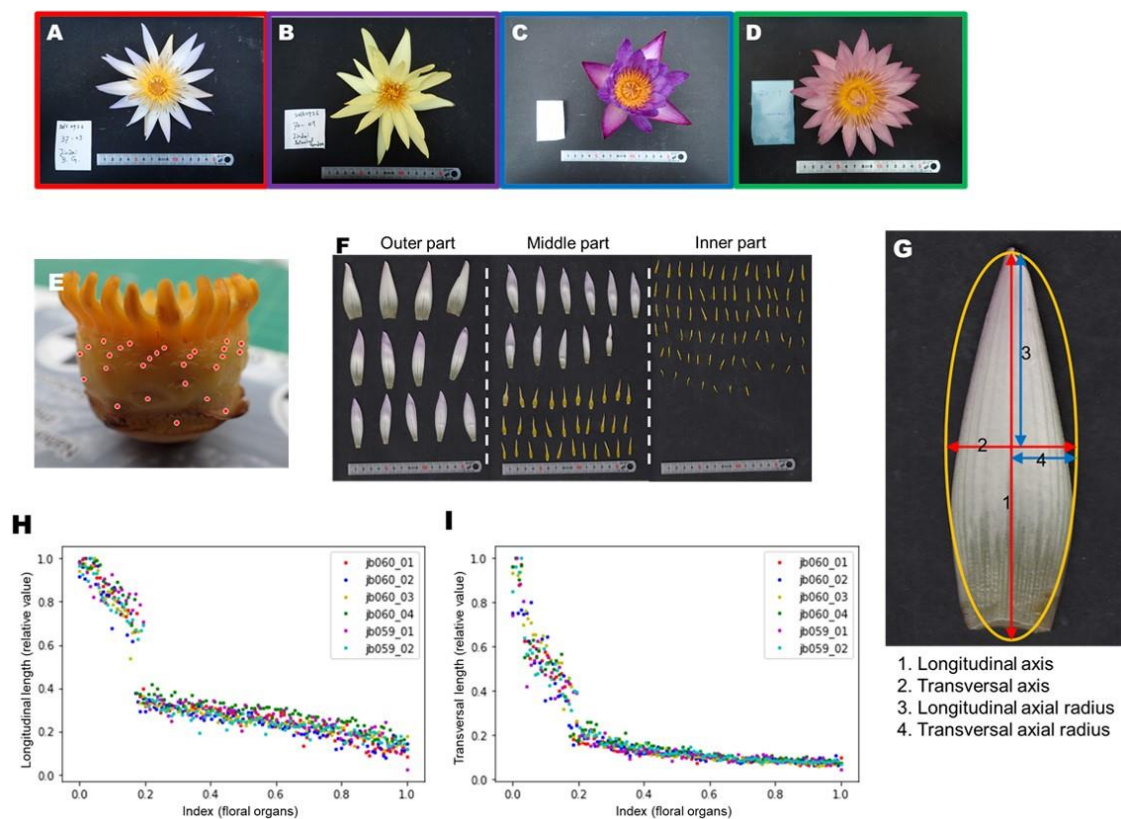 A
B
C
D
E
F
Outer part
Middle part
Inner part
G
3
2
4
1
1. Longitudinal axis
2. Transversal axis
3. Longitudinal axial radius
4. Transversal axial radius
H
Longitudinal length (relative value)
1.0
0.8
0.6
0.4
0.2
0.0
0.0
0.2
0.4
0.6
0.8
1.0
Index (floral organs)
jb060_01
jb060_02
jb060_03
jb060_04
jb059_01
jb059_02
I
Transversal length (relative value)
1.0
0.8
0.6
0.4
0.2
0.0
0.0
0.2
0.4
0.6
0.8
1.0
Index (floral organs)
jb060_01
jb060_02
jb060_03
jb060_04
jb059_01
jb059_02